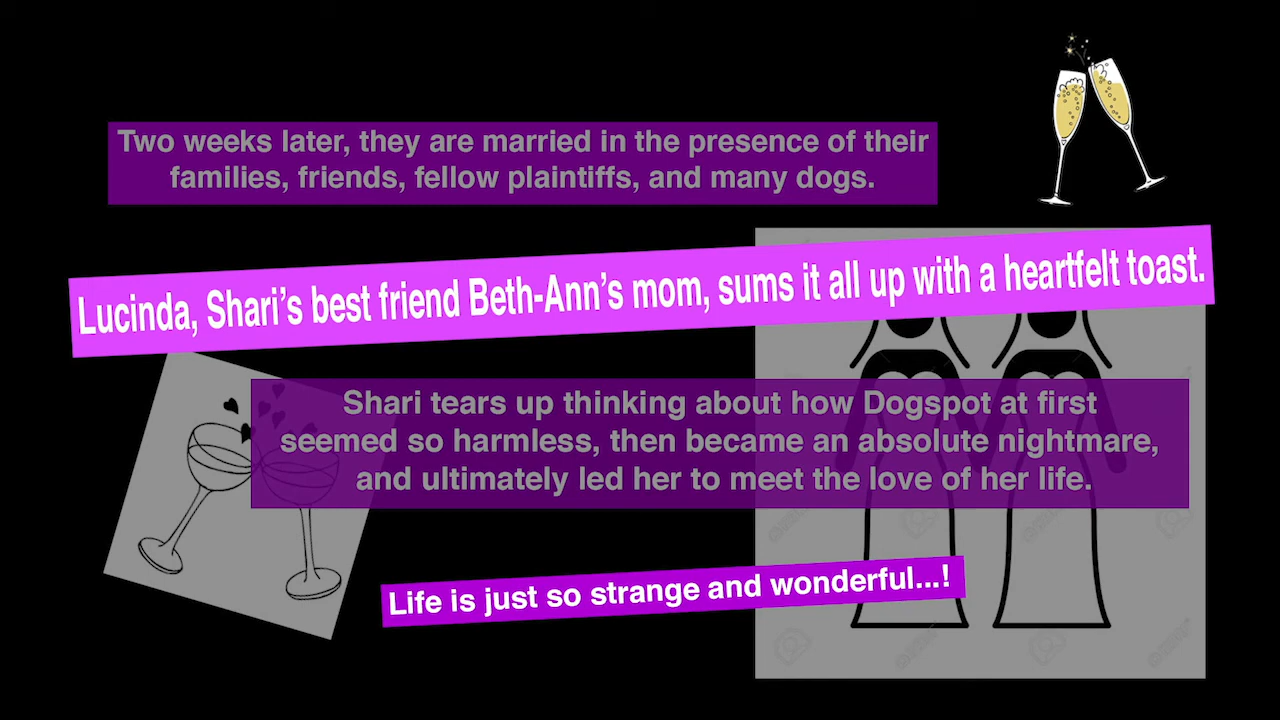 Two weeks later, they are married in the presence of their
families, friends, fellow plaintiffs, and many dogs.
Lucinda, Shari’s best friend Beth-Ann’s mom, sums it all up with a heartfelt toast.
Shari tears up thinking about how Dogspot at first
seemed so harmless, then became an absolute nightmare,
and ultimately led her to meet the love of her life.
Life is just so strange and wonderful...!